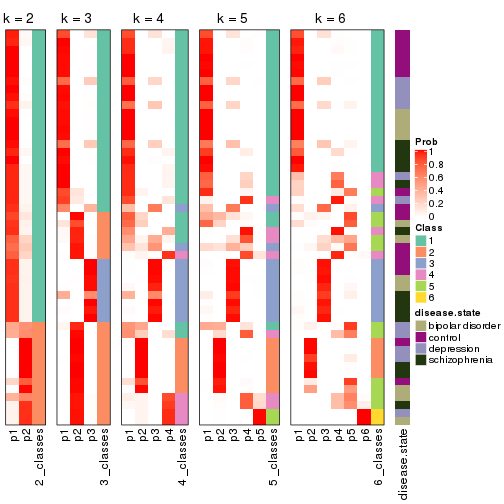 k = 2 k = 3 k = 4 k = 5 k = 6
Prob
1
0.8
0.6
0.4
0.2
0
Class
1
2
3
4
5
6
disease.state
bipolar disorder
control
depression
schizophrenia
p1 p2 2_classes p1 p2 p3 3_classes p1 p2 p3 p4 4_classes p1 p2 p3 p4 p5 5_classes p1 p2 p3 p4 p5 p6 6_classes disease.state